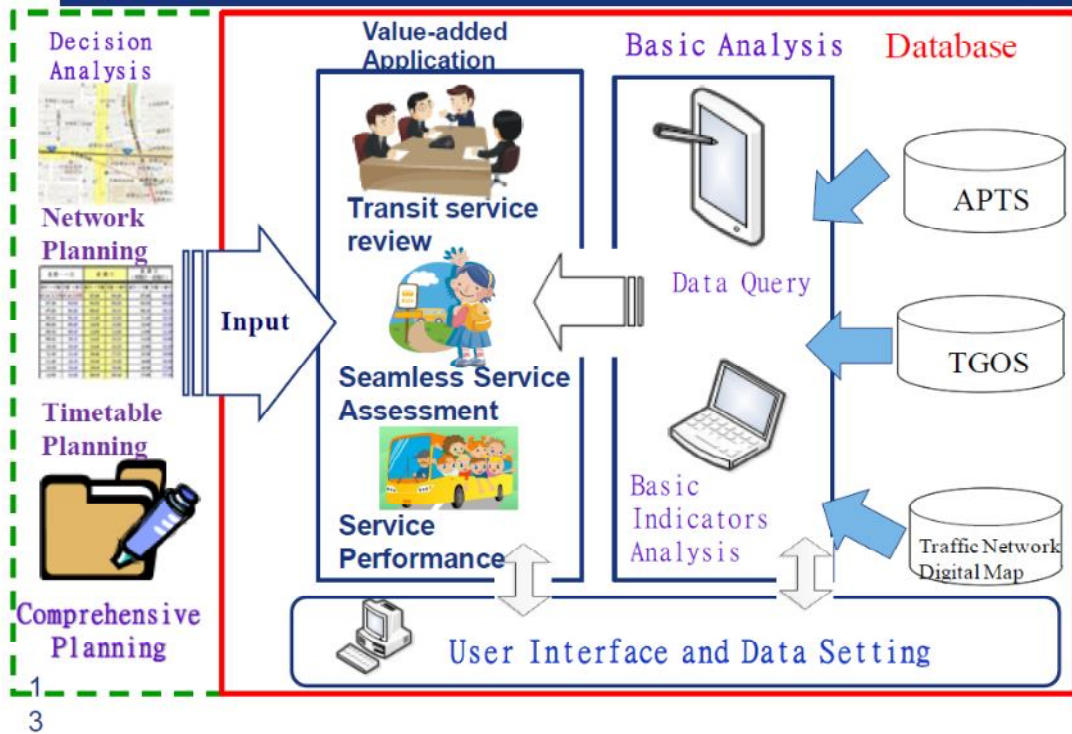 Decision
Analysis
Network
Planning
Timetable
Planning
Comprehensive
Planning
Input
Value-added
Application
Transit service
review
Seamless Service
Assessment
Service
Performance
Basic Analysis
Data Query
Basic
Indicators
Analysis
Database
APTS
TGOS
Traffic Network
Digital Map
User Interface and Data Setting
1
3